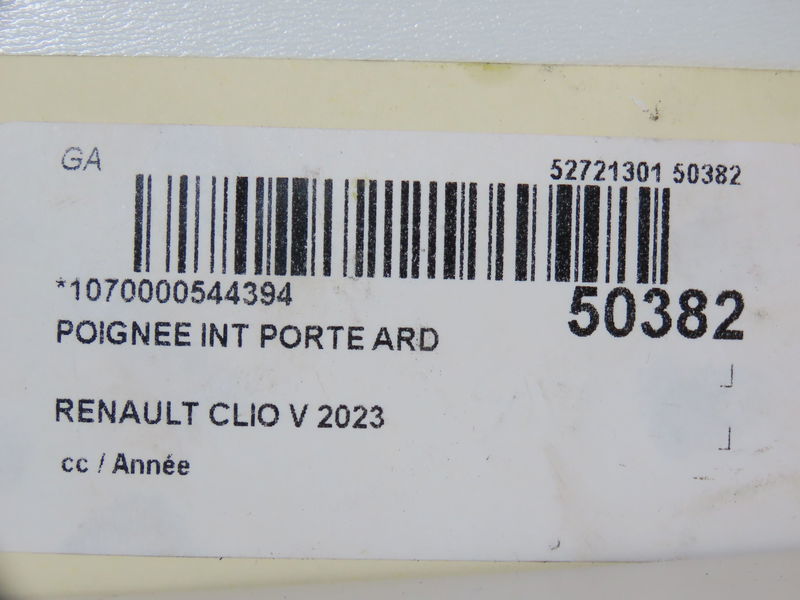 GA
52721301 50382
*1070000544394
50382
POIGNEE INT PORTE ARD
RENAULT CLIO V 2023
cc / Année